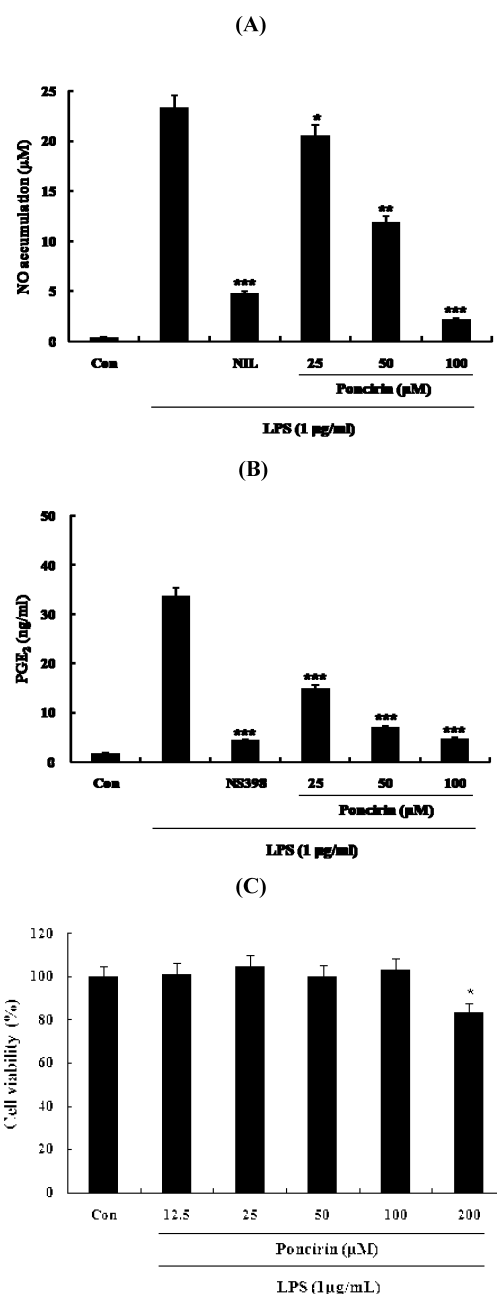 (A)
25
20
15
10
5
0
NO accumulation (µM)
*
**
***
***
Con NIL 25 50 100
Poncirin (µM)
LPS (1 µg/ml)
(B)
50
40
30
20
10
0
PGE₂ (ng/ml)
***
***
***
***
Con NS398 25 50 100
Poncirin (µM)
LPS (1 µg/ml)
(C)
120
100
80
60
40
20
0
Cell viability (%)
*
Con 12.5 25 50 100 200
Poncirin (µM)
LPS (1µg/mL)